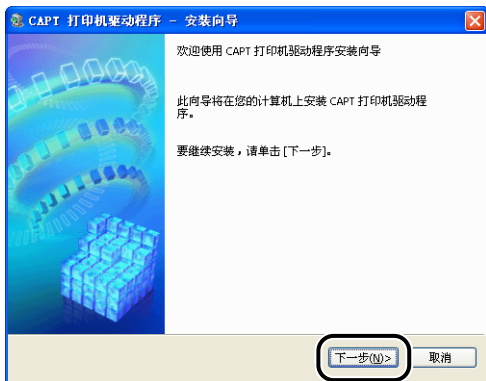 CAPT 打印机驱动程序 - 安装向导
欢迎使用 CAPT 打印机驱动程序安装向导
此向导将在您的计算机上安装 CAPT 打印机驱动程
序。
要继续安装，请单击 [下一步]。
下一步(N)> 取消